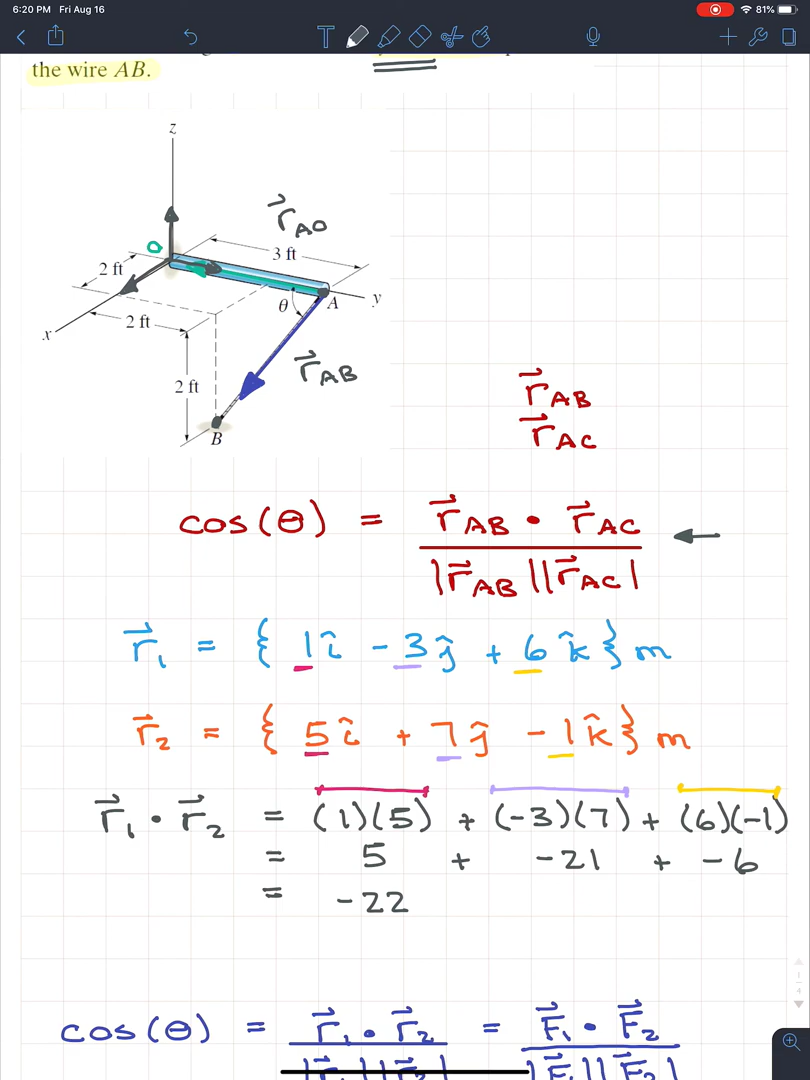 6:20 PM Fri Aug 16
81%
T
the wire AB.
z
r⃗AO
O
3 ft
2 ft
A
y
θ
x
2 ft
r⃗AB
2 ft
B
r⃗AB
r⃗AC
cos(θ) = r⃗AB • r⃗AC
|r⃗AB||r⃗AC|
r⃗₁ = { 1î - 3ĵ + 6k̂ } m
r⃗₂ = { 5î + 7ĵ - 1k̂ } m
r⃗₁ • r⃗₂ = (1)(5) + (-3)(7) + (6)(-1)
= 5 + -21 + -6
= -22
cos(θ) = r⃗₁ • r⃗₂ = F⃗₁ • F⃗₂
|r⃗₁||r⃗₂| |F⃗₁||F⃗₂|
1
4